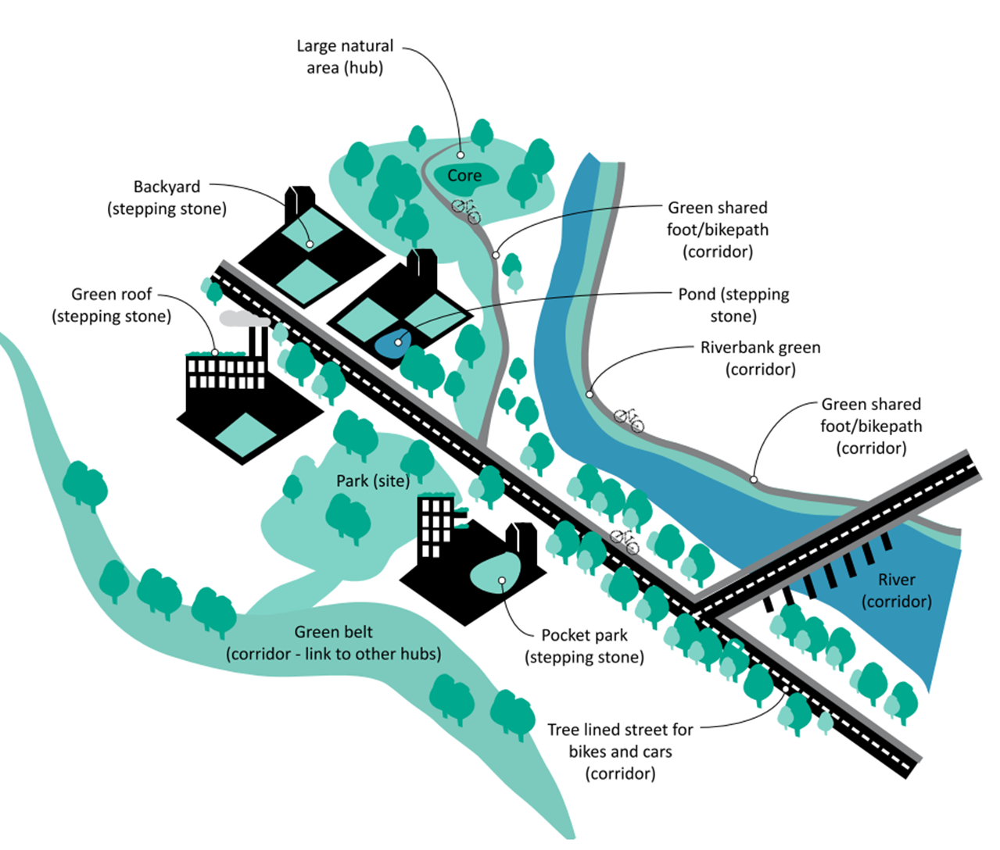 Large natural
area (hub)
Core
Backyard
(stepping stone)
Green shared
foot/bikepath
(corridor)
Green roof
(stepping stone)
Pond (stepping
stone)
Riverbank green
(corridor)
Green shared
foot/bikepath
(corridor)
Park (site)
River
(corridor)
Green belt
(corridor - link to other hubs)
Pocket park
(stepping stone)
Tree lined street for
bikes and cars
(corridor)